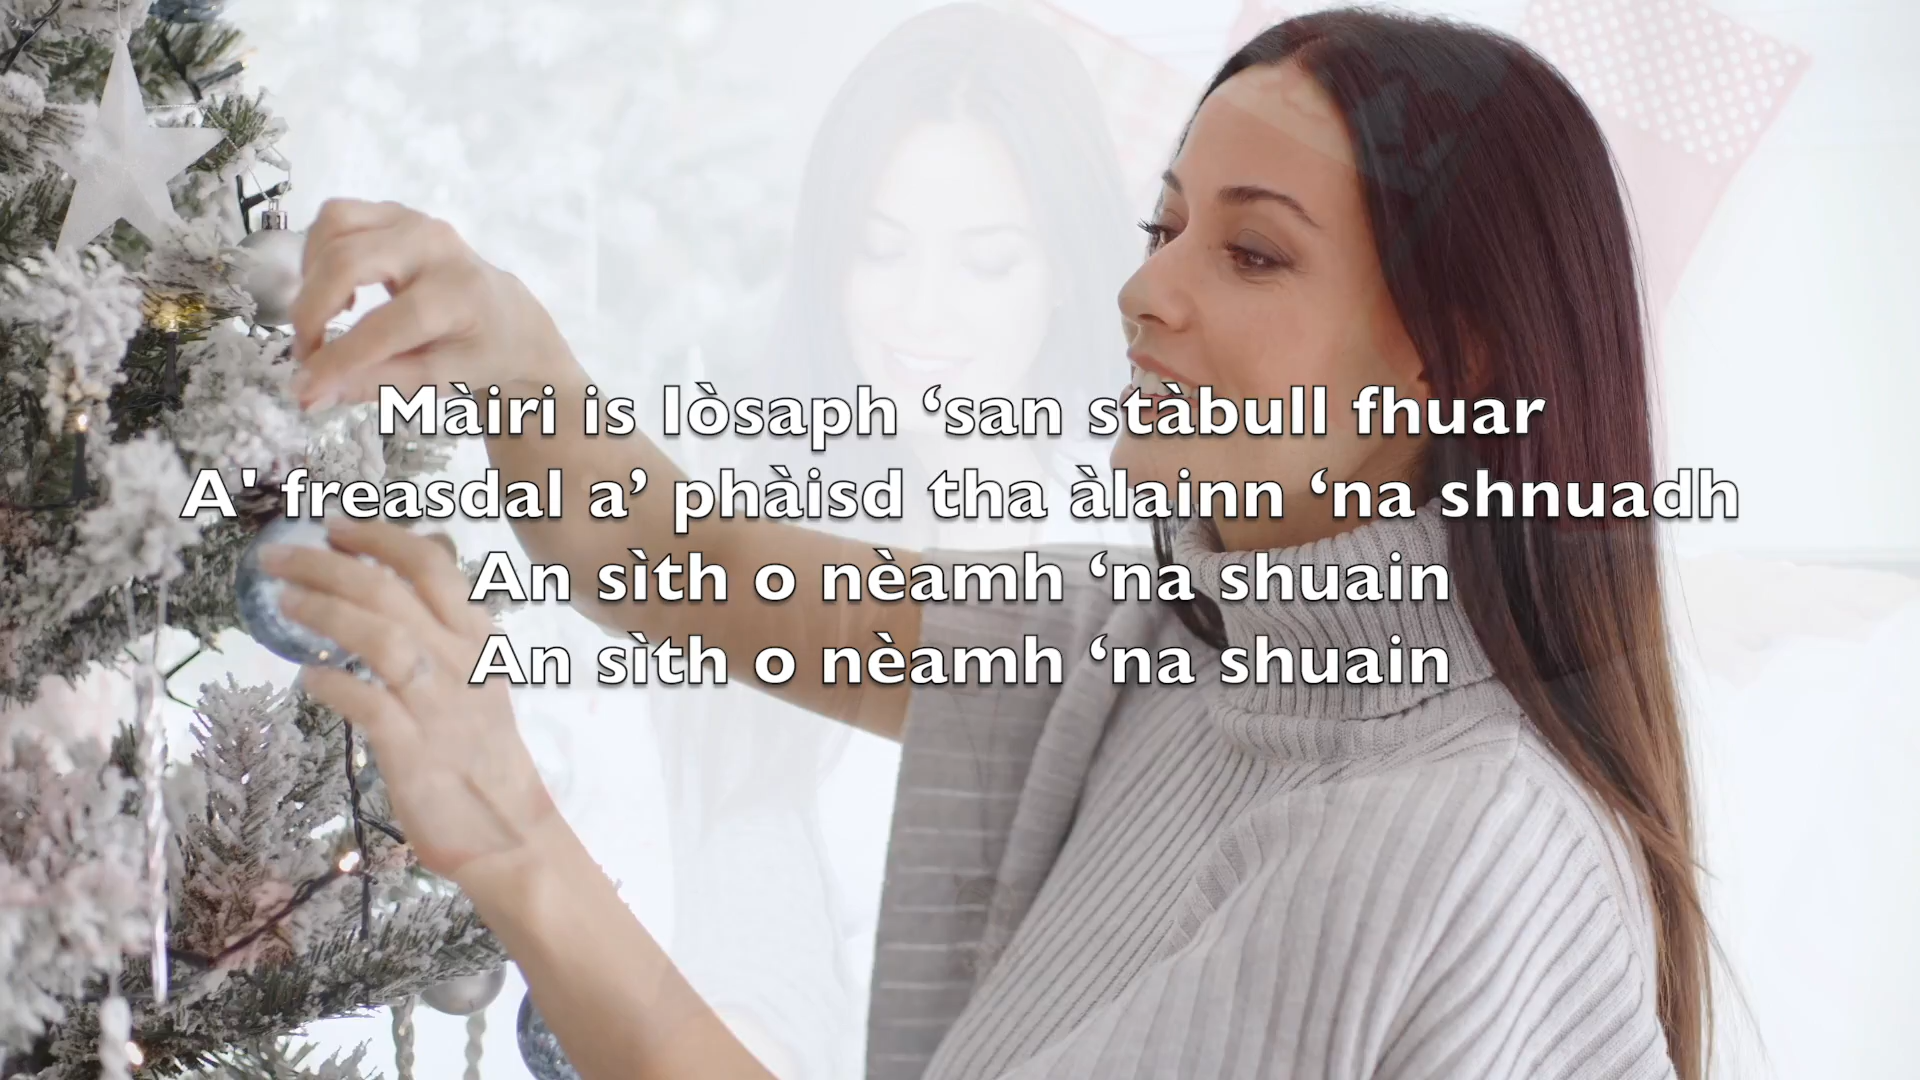 Màiri is Iòsaph ‘san stàbull fhuar
A' freasdal a’ phàisd tha àlainn ‘na shnuadh
An sìth o nèamh ‘na shuain
An sìth o nèamh ‘na shuain